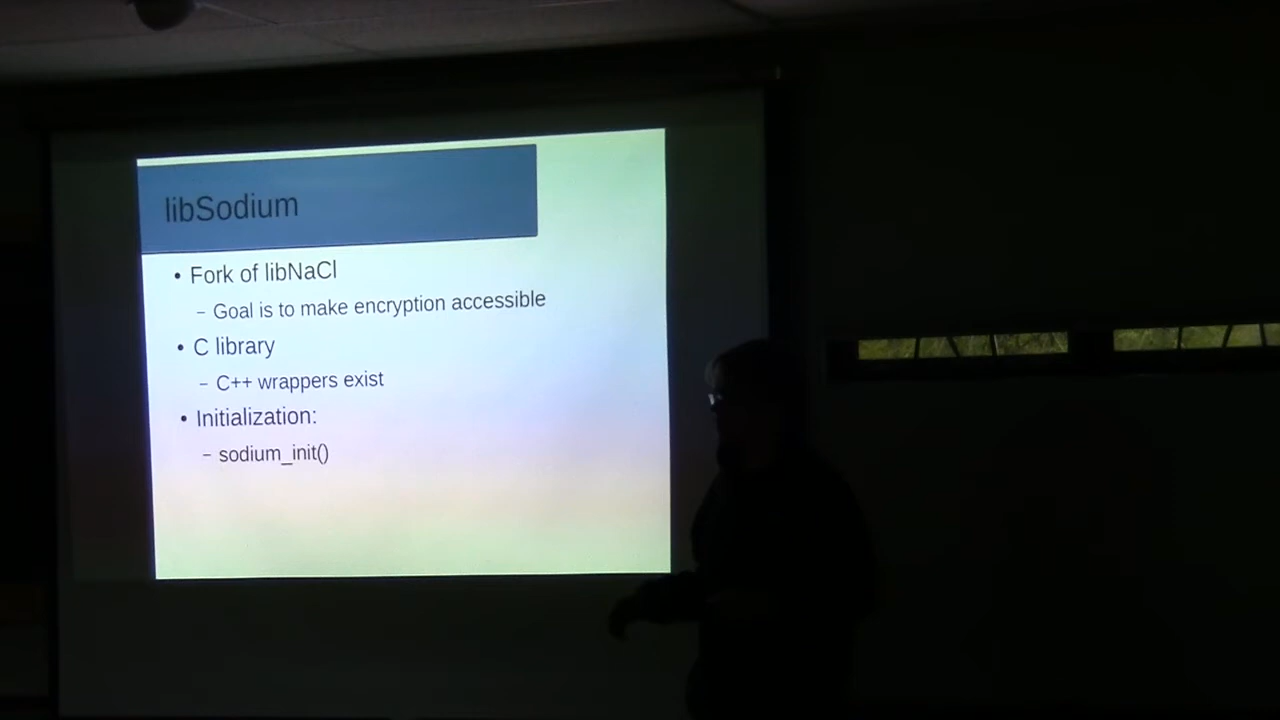 libSodium
• Fork of libNaCl
– Goal is to make encryption accessible
• C library
– C++ wrappers exist
• Initialization:
– sodium_init()